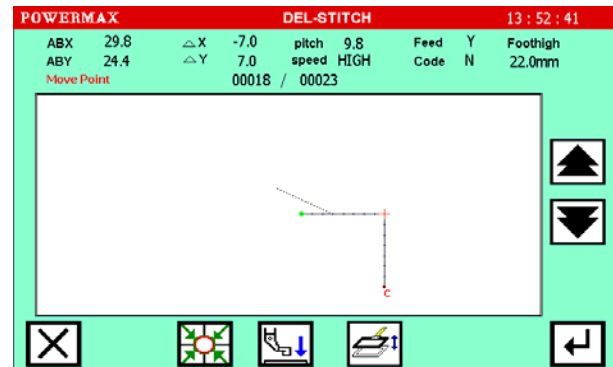 POWERMAX DEL-STITCH 13 : 52 : 41
ABX 29.8 △X -7.0 pitch 9.8 Feed Y Foothigh
ABY 24.4 △Y 7.0 speed HIGH Code N 22.0mm
Move Point 00018 / 00023
C